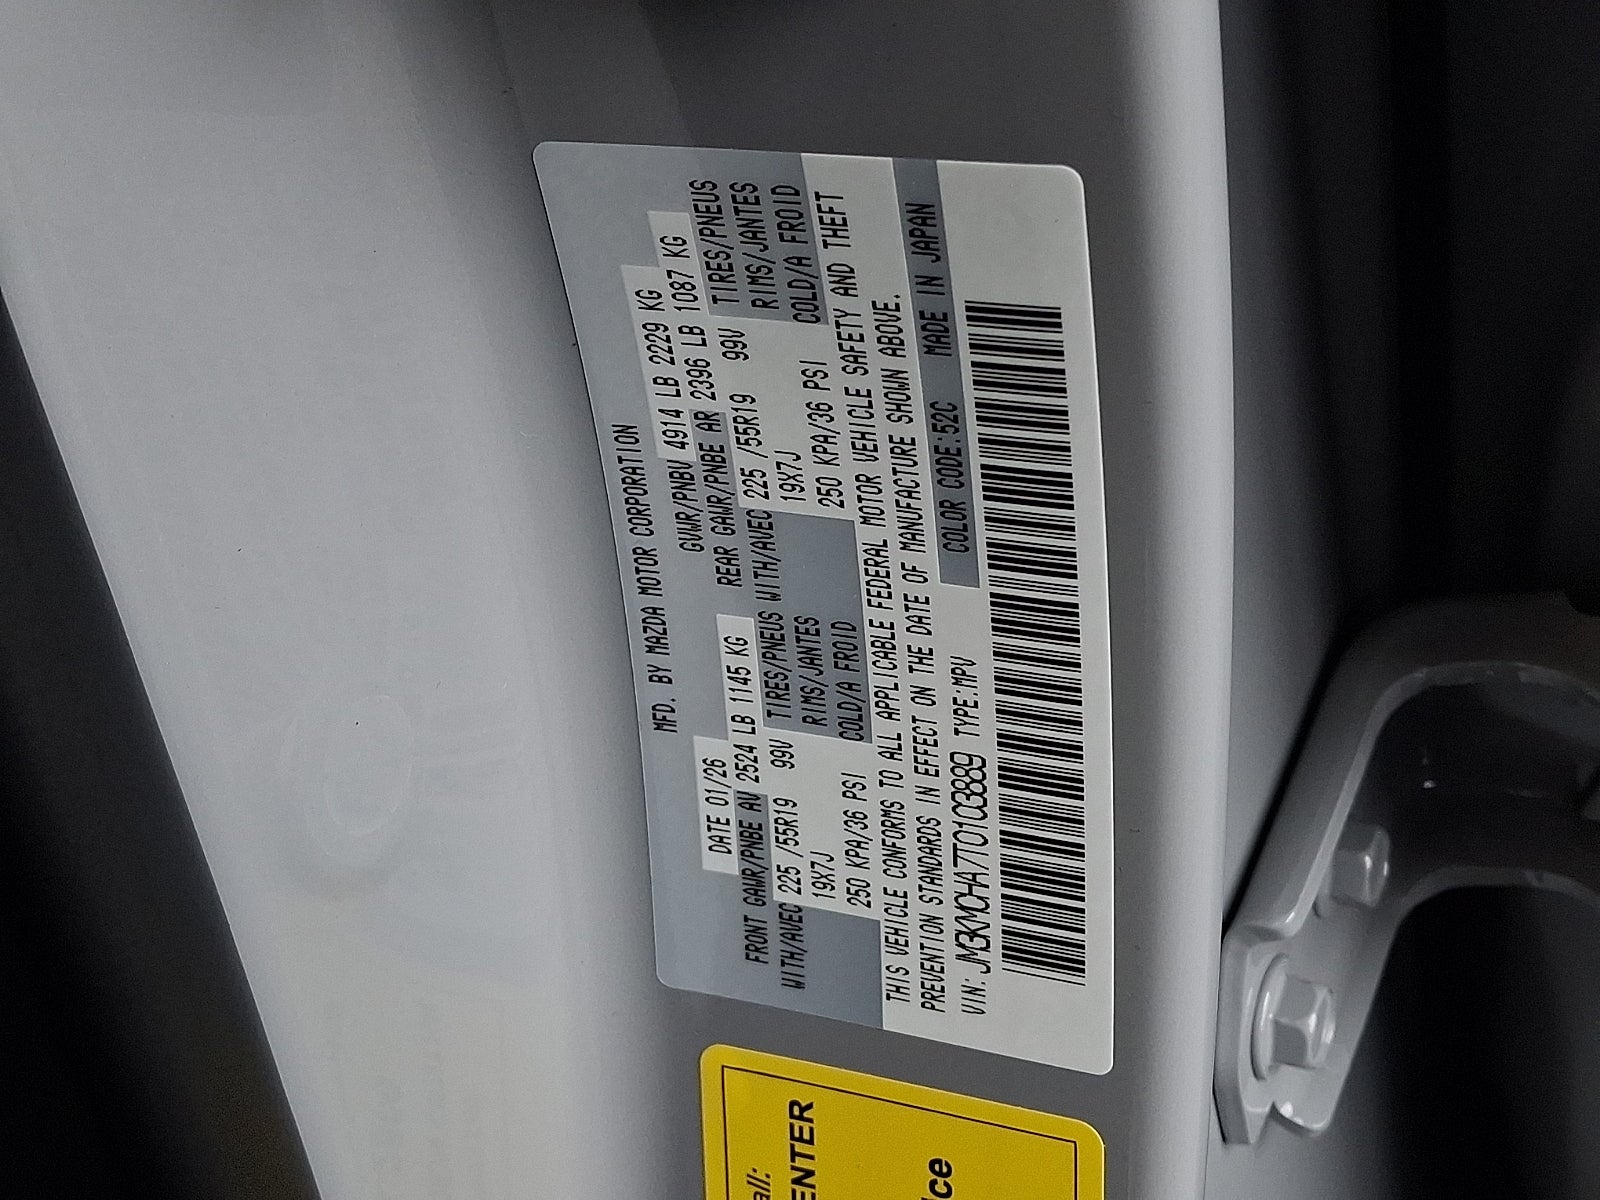 MFD. BY MAZDA MOTOR CORPORATION
DATE 01/26 GVWR/PNBV 4914 LB 2229 KG
FRONT GAWR/PNBE AV 2524 LB 1145 KG REAR GAWR/PNBE AR 2396 LB 1087 KG
WITH/AVEC 225 /55R19 99V TIRES/PNEUS WITH/AVEC 225 /55R19 99V TIRES/PNEUS
19X7J RIMS/JANTES 19X7J RIMS/JANTES
250 KPA/36 PSI COLD/A FROID 250 KPA/36 PSI COLD/A FROID
THIS VEHICLE CONFORMS TO ALL APPLICABLE FEDERAL MOTOR VEHICLE SAFETY AND THEFT
PREVENTION STANDARDS IN EFFECT ON THE DATE OF MANUFACTURE SHOWN ABOVE.
VIN: JM3KMCHA7T0103889 TYPE:MPV COLOR CODE:52C MADE IN JAPAN
all:
ENTER
ice